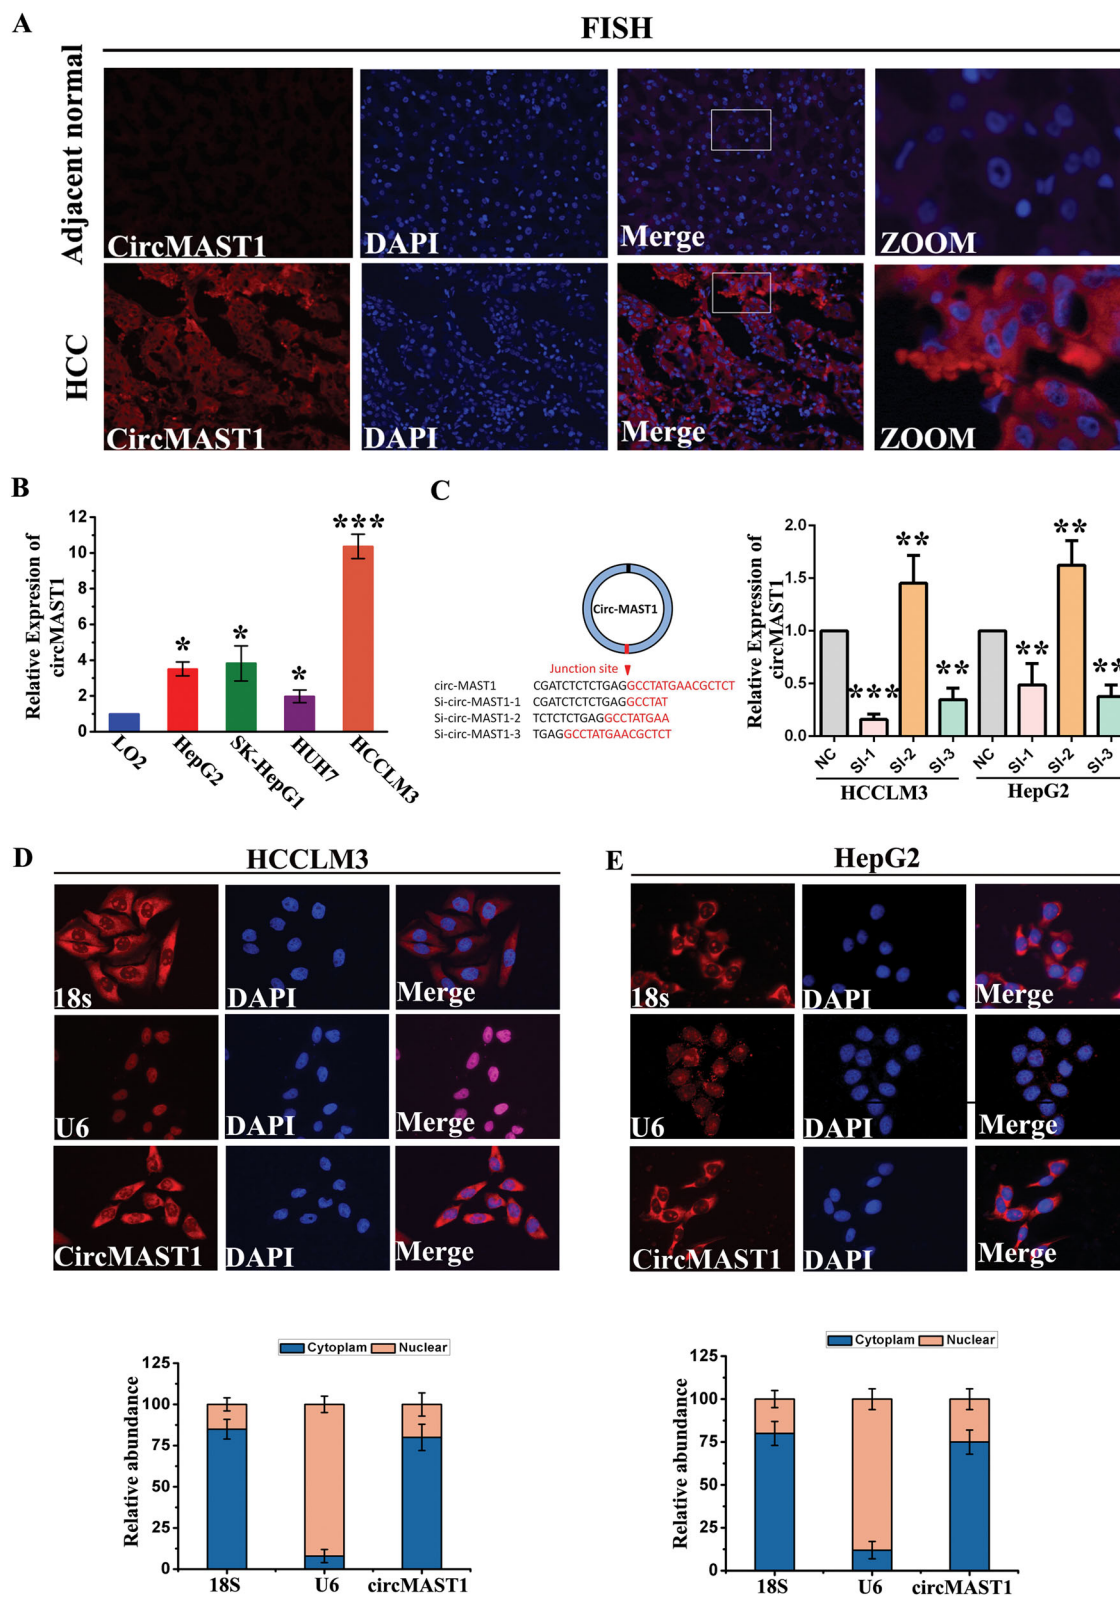 A
FISH
Adjacent normal
CircMAST1
DAPI
Merge
ZOOM
HCC
CircMAST1
DAPI
Merge
ZOOM
B
Relative Expresion of
circMAST1
12
10
8
6
4
2
0
*
*
*
***
LO2
HepG2
SK-HepG1
HUH7
HCCLM3
C
Circ-MAST1
Junction site
circ-MAST1 CGATCTCTCTGAGGCCTATGAACGCTCT
Si-circ-MAST1-1 CGATCTCTCTGAGGCCTAT
Si-circ-MAST1-2 TCTCTCTGAGGCCTATGAA
Si-circ-MAST1-3 TGAGGCCTATGAACGCTCT
Relative Expression of
circMAST1
2.0
1.5
1.0
0.5
0.0
***
**
**
**
**
**
NC
SI-1
SI-2
SI-3
NC
SI-1
SI-2
SI-3
HCCLM3
HepG2
D
HCCLM3
18s
DAPI
Merge
U6
DAPI
Merge
CircMAST1
DAPI
Merge
Cytoplam
Nuclear
Relative abundance
125
100
75
50
25
0
18S
U6
circMAST1
E
HepG2
18s
DAPI
Merge
U6
DAPI
Merge
CircMAST1
DAPI
Merge
Cytoplam
Nuclear
Relative abundance
125
100
75
50
25
0
18S
U6
circMAST1